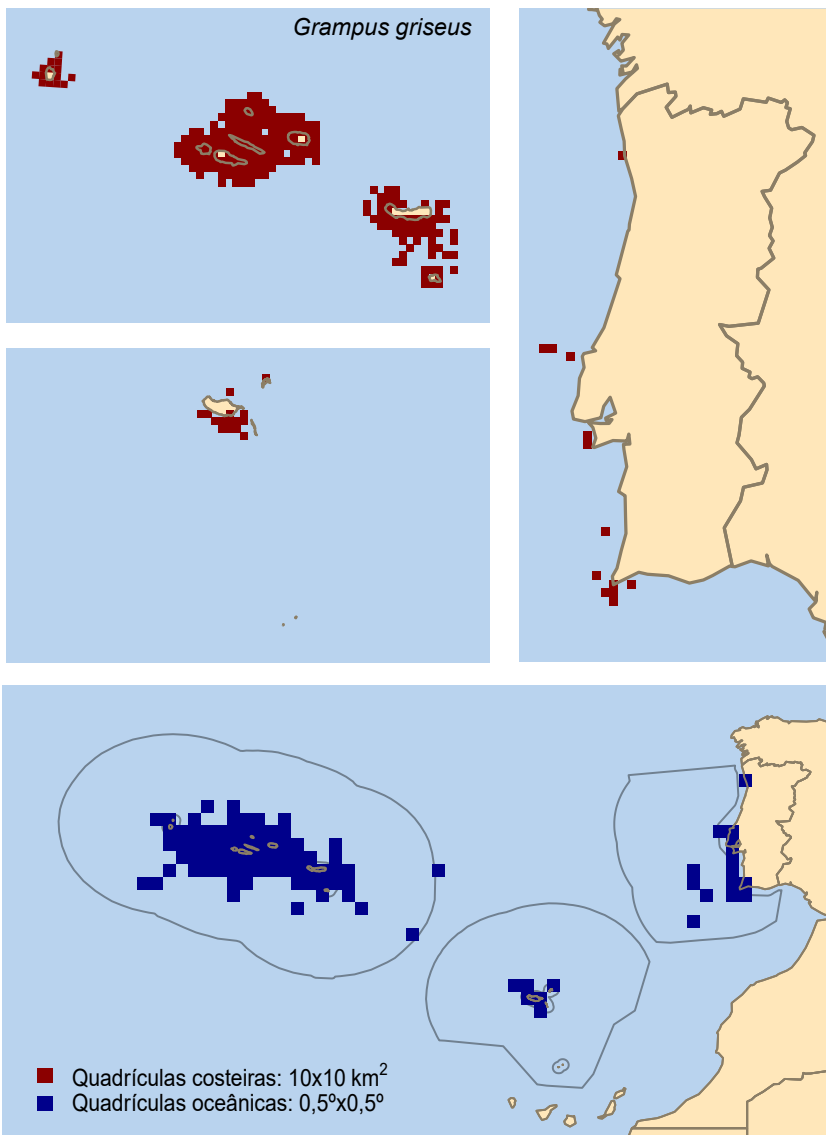 Grampus griseus
Quadrículas costeiras: 10x10 km²
Quadrículas oceânicas: 0,5ºx0,5º